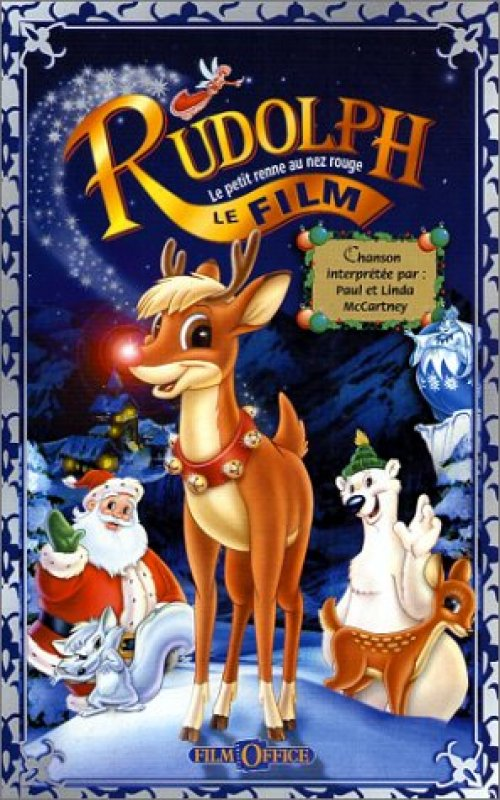 RUDOLPH
Le petit renne au nez rouge
LE FILM
Chanson
interprétée par :
Paul et Linda
McCartney
FILM OFFICE